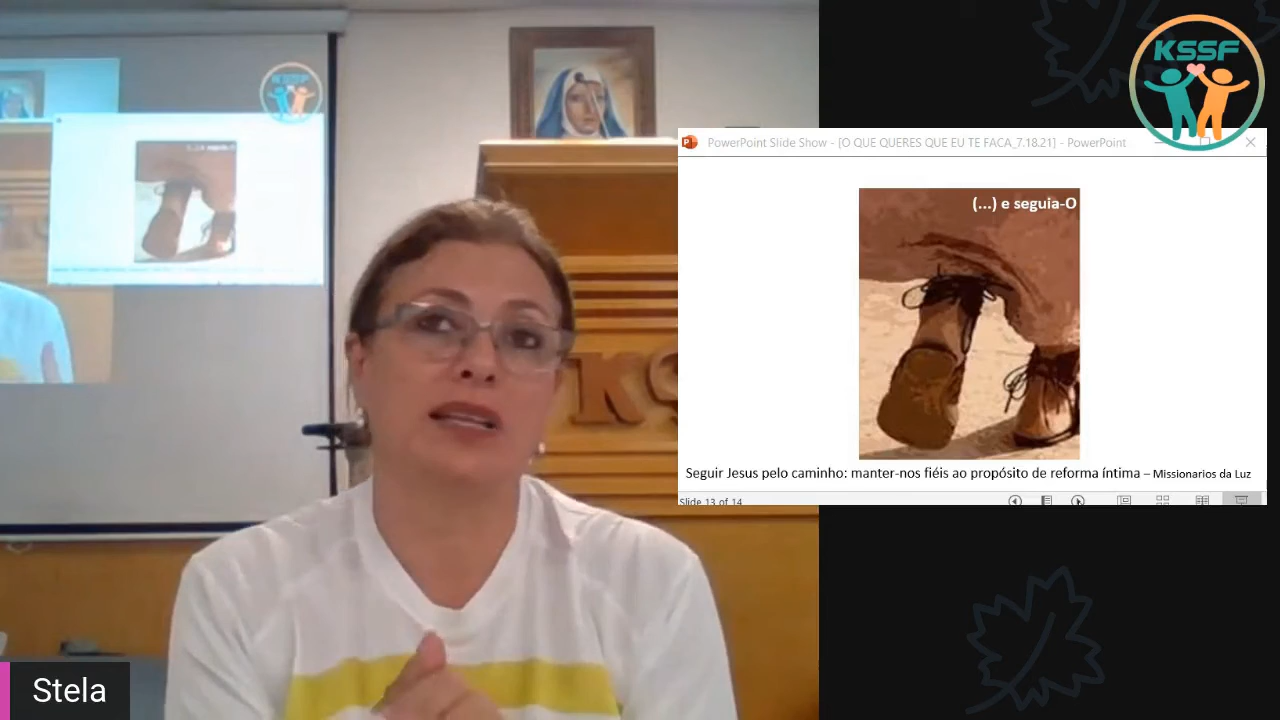 KSSF
PowerPoint Slide Show - [O QUE QUERES QUE EU TE FACA_7.18.21] - PowerPoint
(...) e seguia-O
Seguir Jesus pelo caminho: manter-nos fiéis ao propósito de reforma íntima – Missionarios da Luz
Slide 13 of 14
KS
Stela